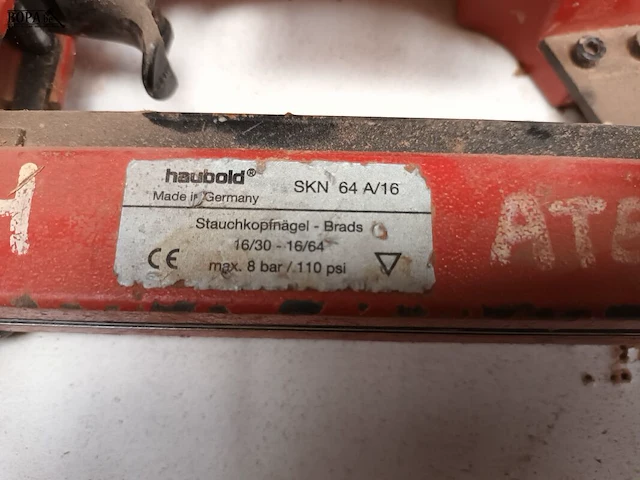 haubold® SKN 64 A/16
Made in Germany
Stauchkopfnägel - Brads
16/30 - 16/64
CE max. 8 bar / 110 psi
H
ATE